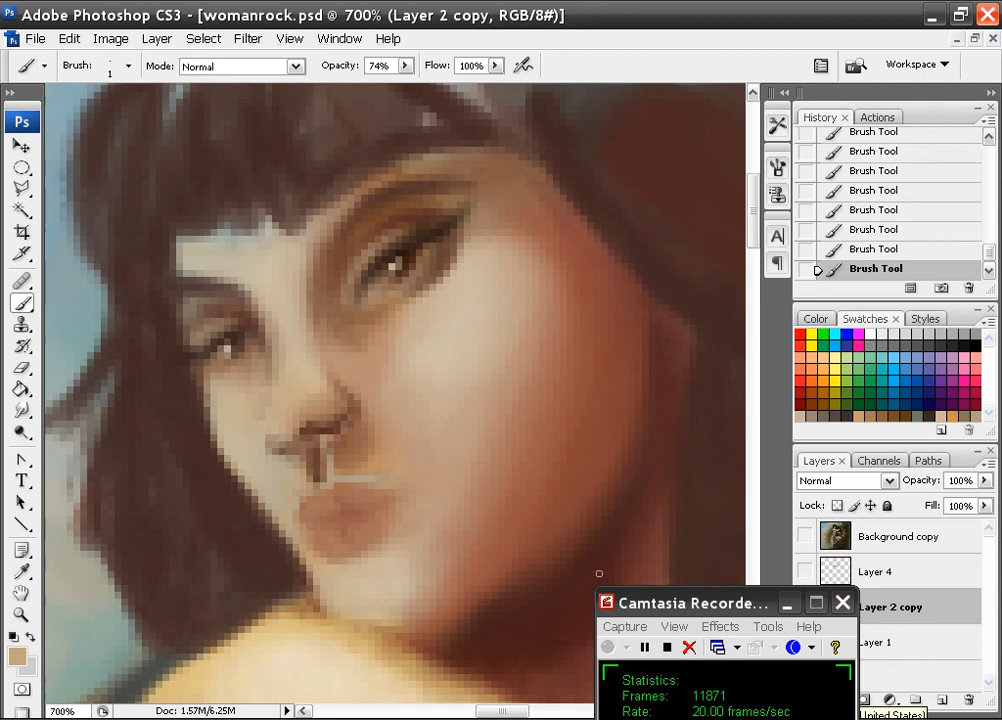 Adobe Photoshop CS3 - [womanrock.psd @ 700% (Layer 2 copy, RGB/8#)]
File Edit Image Layer Select Filter View Window Help
Brush: 1 Mode: Normal Opacity: 74% Flow: 100% Workspace
History Actions
Brush Tool
Brush Tool
Brush Tool
Brush Tool
Brush Tool
Brush Tool
Brush Tool
Brush Tool
Color Swatches Styles
Layers Channels Paths
Normal Opacity: 100%
Lock: Fill: 100%
Background copy
Layer 4
Layer 2 copy
Layer 1
Camtasia Recorde...
Capture View Effects Tools Help
Statistics:
Frames: 11871
Rate: 20.00 frames/sec
700% Doc: 1.57M/6.25M
United States]